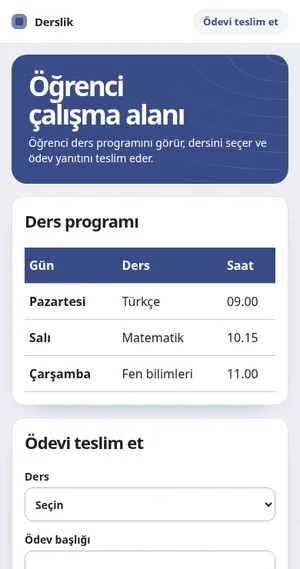 Derslik
Ödevi teslim et
Öğrenci
çalışma alanı
Öğrenci ders programını görür, dersini seçer ve
ödev yanıtını teslim eder.
Ders programı
Gün Ders Saat
Pazartesi Türkçe 09.00
Salı Matematik 10.15
Çarşamba Fen bilimleri 11.00
Ödevi teslim et
Ders
Seçin
Ödev başlığı